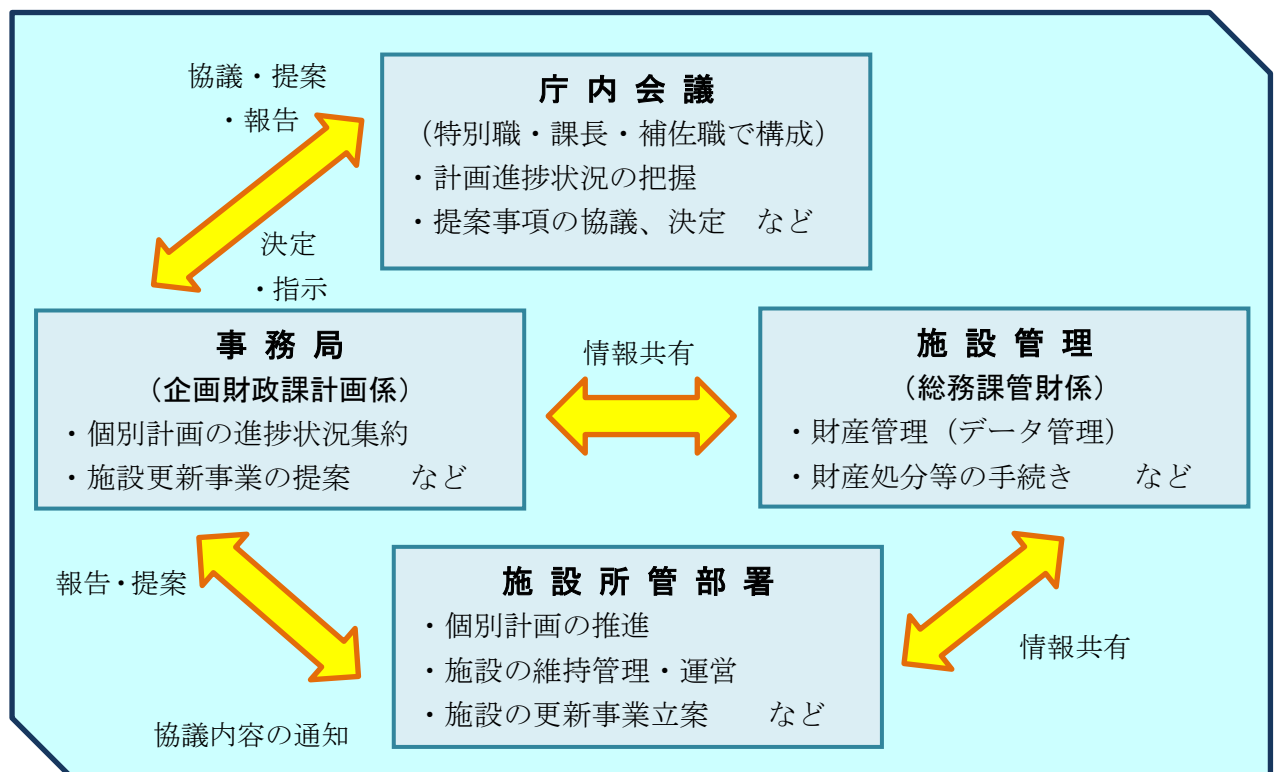 協議・提案
・報告
庁内会議
（特別職・課長・補佐職で構成）
・計画進捗状況の把握
・提案事項の協議、決定　など
決定
・指示
事務局
（企画財政課計画係）
・個別計画の進捗状況集約
・施設更新事業の提案　　など
情報共有
施設管理
（総務課管財係）
・財産管理（データ管理）
・財産処分等の手続き　　など
報告・提案
施設所管部署
・個別計画の推進
・施設の維持管理・運営
・施設の更新事業立案　　など
情報共有
協議内容の通知